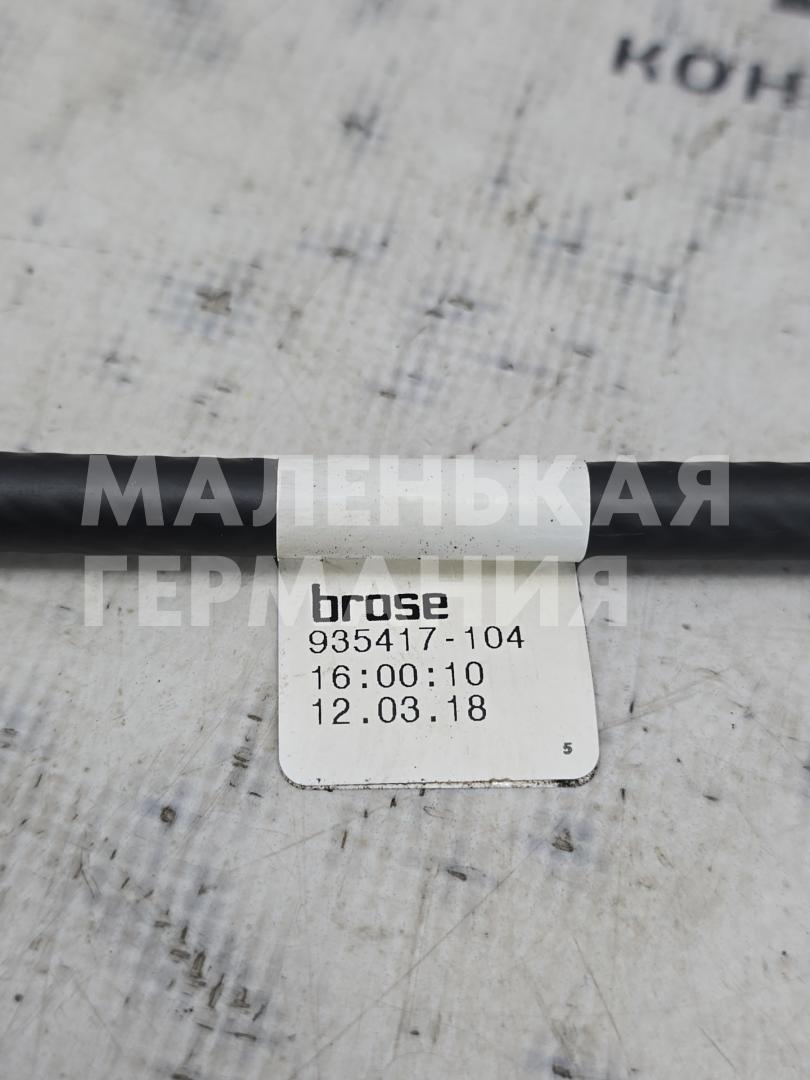 КОН
МАЛЕНЬКАЯ
ГЕРМАНИЯ
brose
935417-104
16:00:10
12.03.18
5